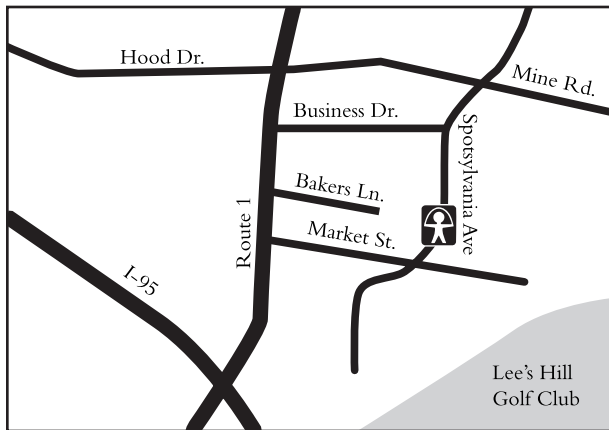 Hood Dr.
Mine Rd.
Business Dr.
Spotsylvania Ave
Bakers Ln.
Route 1
Market St.
I-95
Lee's Hill
Golf Club